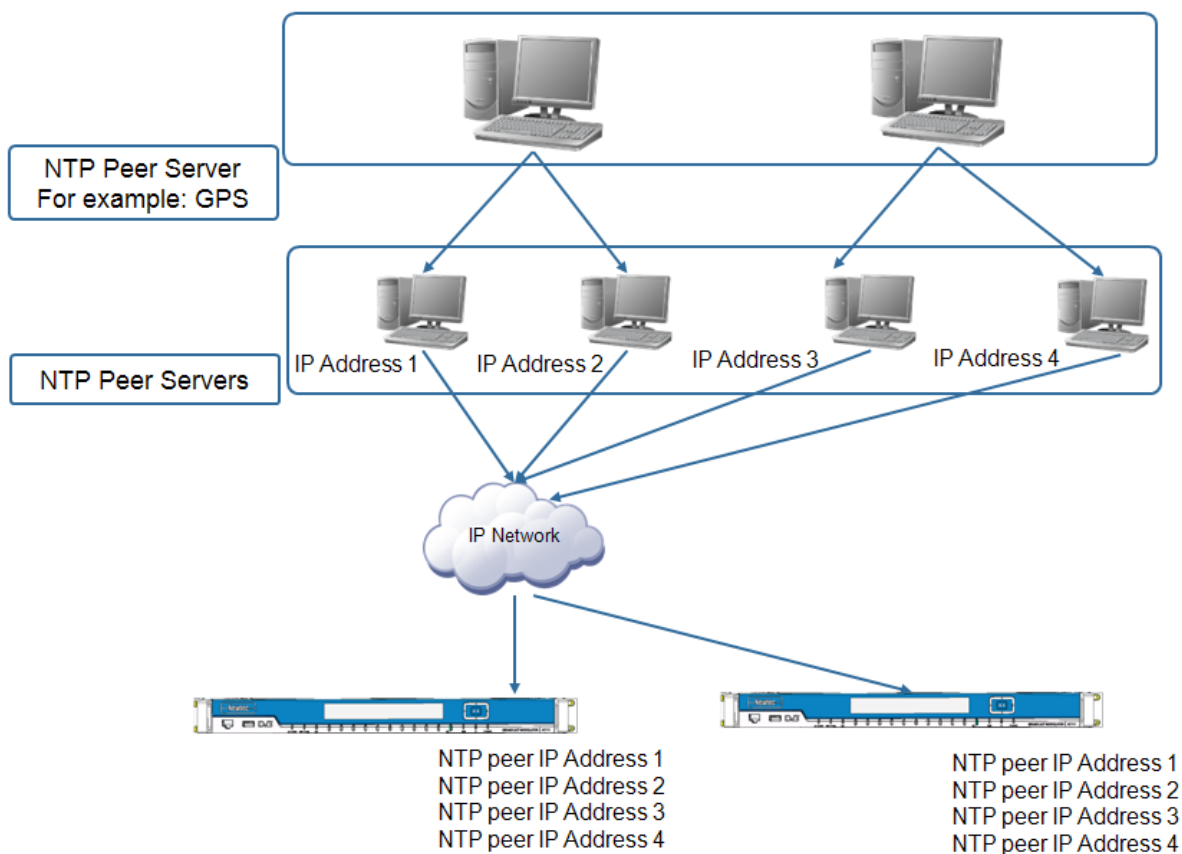 NTP Peer Server
For example: GPS
IP Address 1
IP Address 2
IP Address 3
IP Address 4
NTP Peer Servers
IP Network
Newtec
NTP peer IP Address 1
NTP peer IP Address 2
NTP peer IP Address 3
NTP peer IP Address 4
Newtec
NTP peer IP Address 1
NTP peer IP Address 2
NTP peer IP Address 3
NTP peer IP Address 4